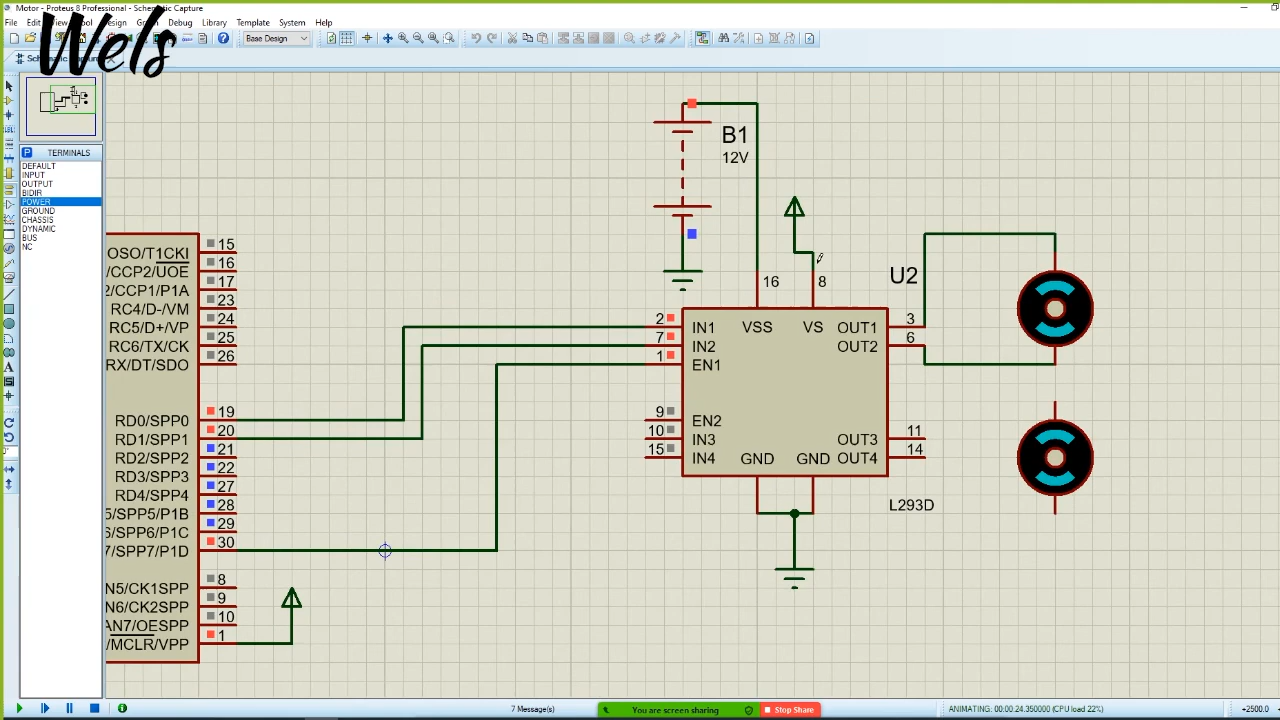 Motor - Proteus 8 Professional - Schematic Capture
File Edit View Tool Design Graph Debug Library Template System Help
Wels
Base Design
Schematic Capture
P TERMINALS
DEFAULT
INPUT
OUTPUT
BIDIR
POWER
GROUND
CHASSIS
DYNAMIC
BUS
NC
B1
12V
OSO/T1CKI 15
/CCP2/UOE 16
2/CCP1/P1A 17
RC4/D-/VM 23
RC5/D+/VP 24
RC6/TX/CK 25
RX/DT/SDO 26
RD0/SPP0 19
RD1/SPP1 20
RD2/SPP2 21
RD3/SPP3 22
RD4/SPP4 27
5/SPP5/P1B 28
6/SPP6/P1C 29
7/SPP7/P1D 30
N5/CK1SPP 8
N6/CK2SPP 9
AN7/OESPP 10
/MCLR/VPP 1
16 8 U2
2 IN1 VSS VS OUT1 3
7 IN2 OUT2 6
1 EN1
9 EN2
10 IN3 OUT3 11
15 IN4 GND GND OUT4 14
L293D
7 Message(s)
You are screen sharing
Stop Share
ANIMATING: 00:00:24.350000 (CPU load 22%)
-2500.0